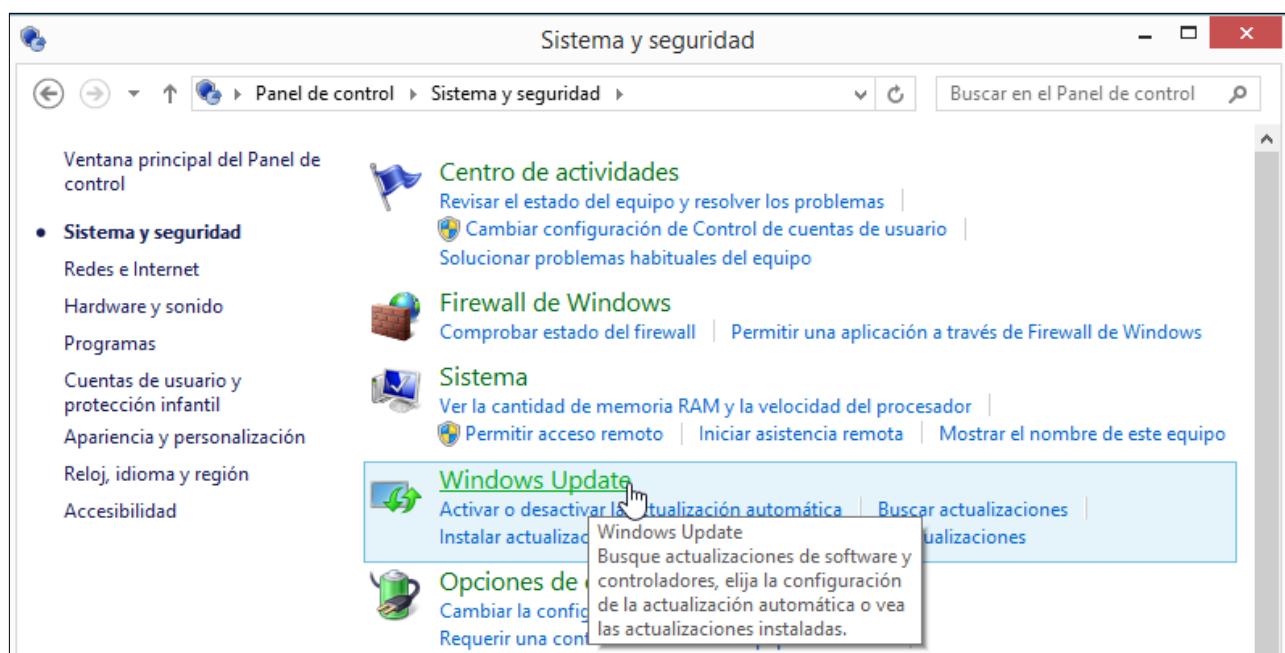 Sistema y seguridad
Panel de control Sistema y seguridad
Buscar en el Panel de control
Ventana principal del Panel de
control
Sistema y seguridad
Redes e Internet
Hardware y sonido
Programas
Cuentas de usuario y
protección infantil
Apariencia y personalización
Reloj, idioma y región
Accesibilidad
Centro de actividades
Revisar el estado del equipo y resolver los problemas
Cambiar configuración de Control de cuentas de usuario
Solucionar problemas habituales del equipo
Firewall de Windows
Comprobar estado del firewall Permitir una aplicación a través de Firewall de Windows
Sistema
Ver la cantidad de memoria RAM y la velocidad del procesador
Permitir acceso remoto Iniciar asistencia remota Mostrar el nombre de este equipo
Windows Update
Activar o desactivar la actualización automática Buscar actualizaciones
Instalar
Windows Update
Busque actualizaciones de software y
controladores, elija la configuración
de la actualización automática o vea
las actualizaciones instaladas.
Opciones de
Cambiar la
Requerir una